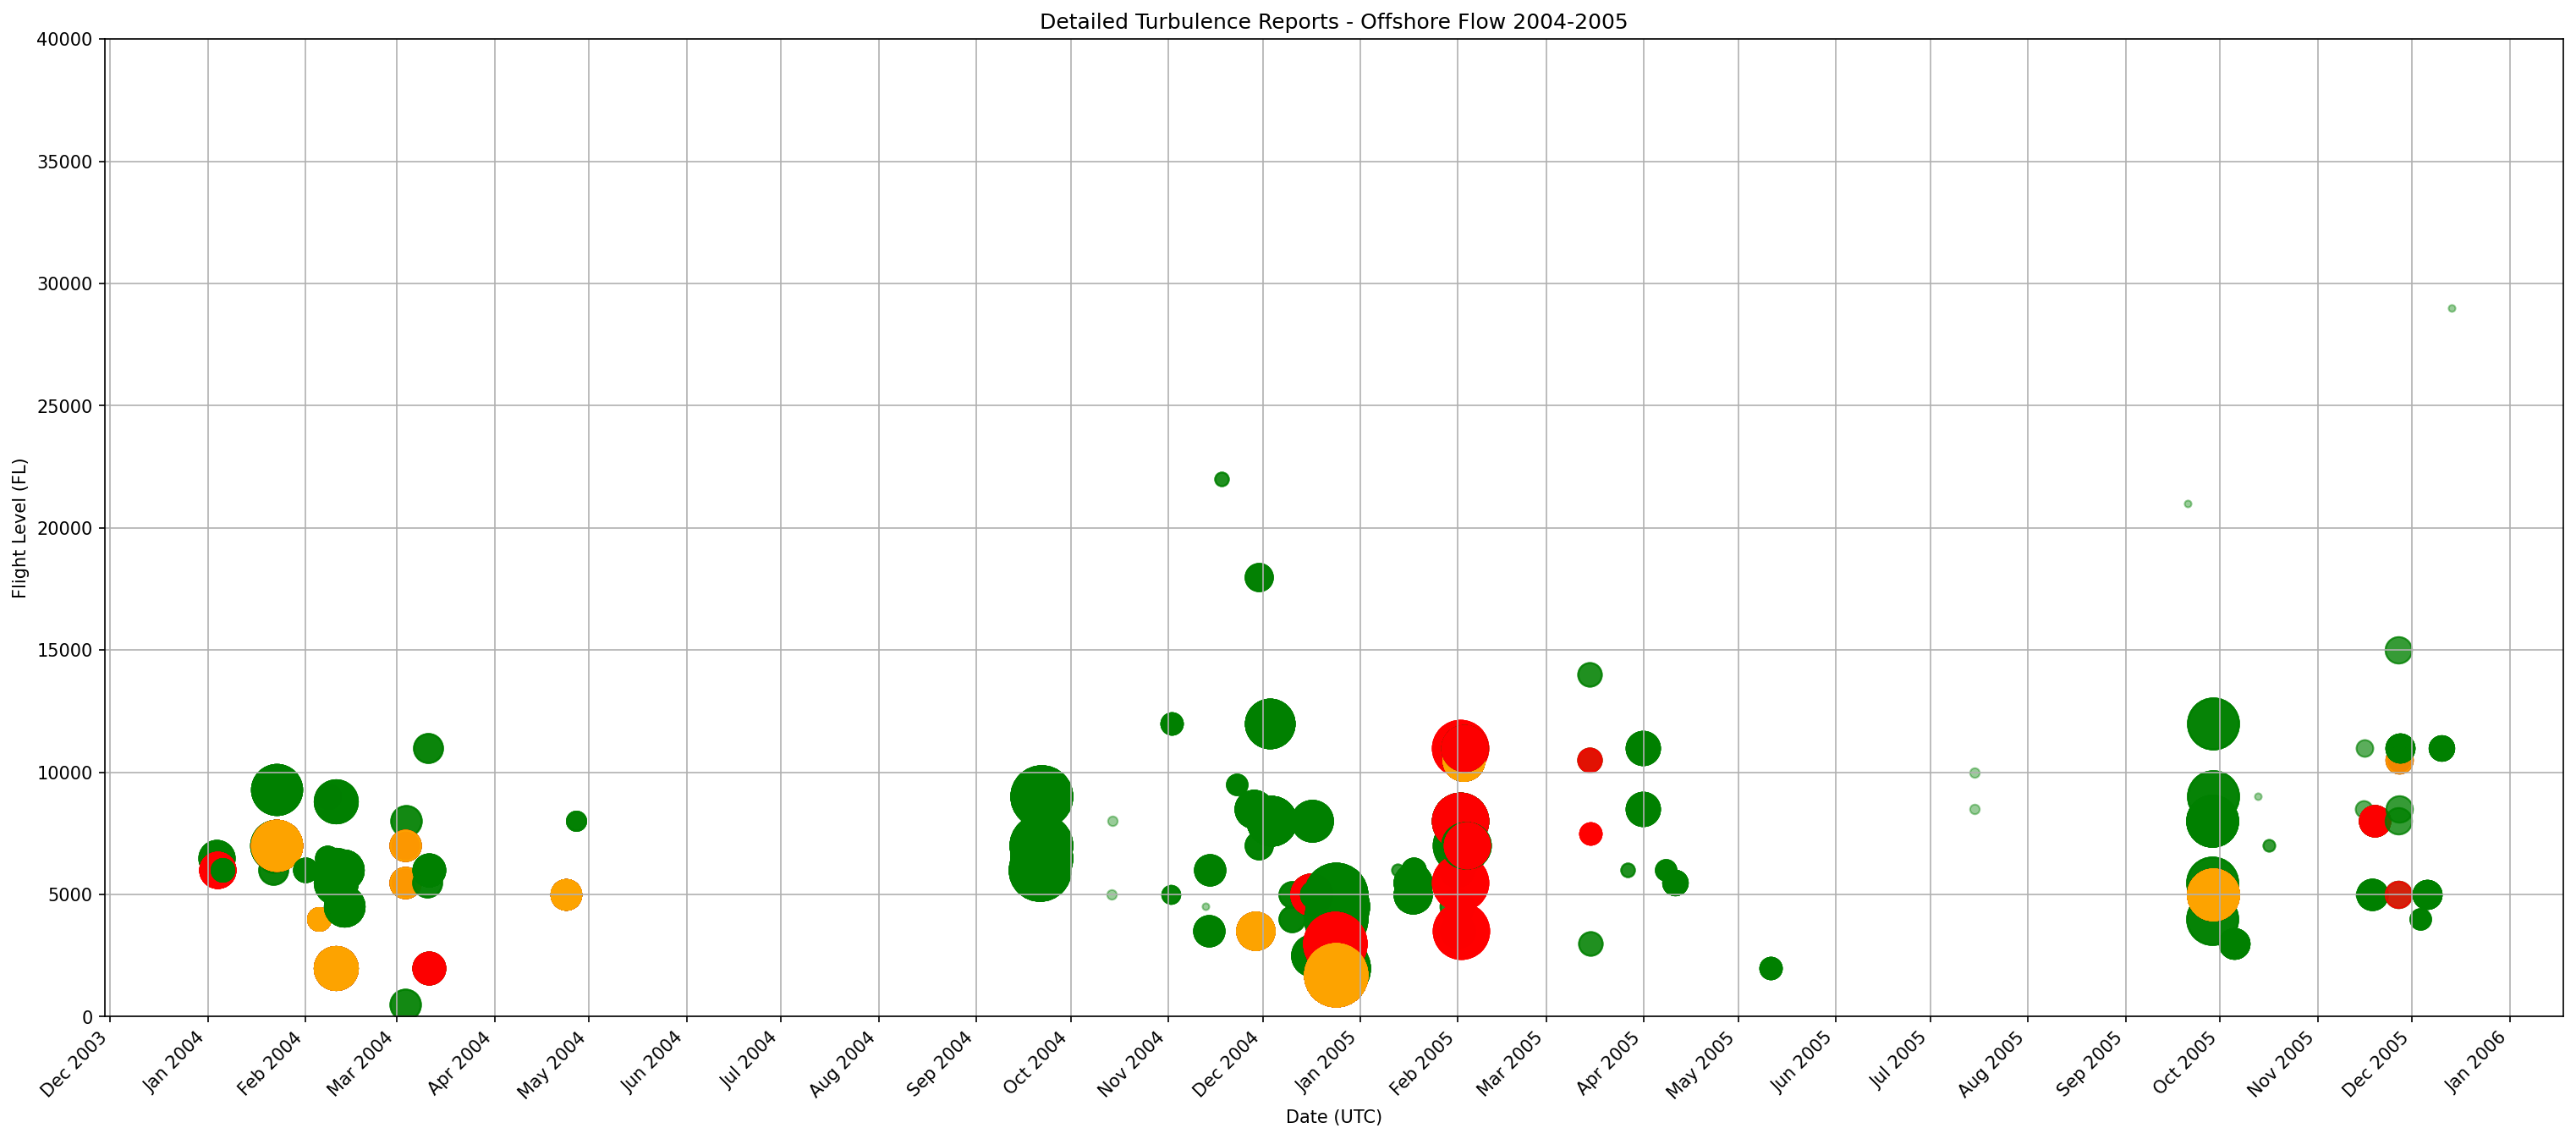 Detailed Turbulence Reports - Offshore Flow 2004-2005
40000
35000
30000
25000
20000
15000
10000
5000
0
Flight Level (FL)
Dec 2003
Jan 2004
Feb 2004
Mar 2004
Apr 2004
May 2004
Jun 2004
Jul 2004
Aug 2004
Sep 2004
Oct 2004
Nov 2004
Dec 2004
Jan 2005
Feb 2005
Mar 2005
Apr 2005
May 2005
Jun 2005
Jul 2005
Aug 2005
Sep 2005
Oct 2005
Nov 2005
Dec 2005
Jan 2006
Date (UTC)